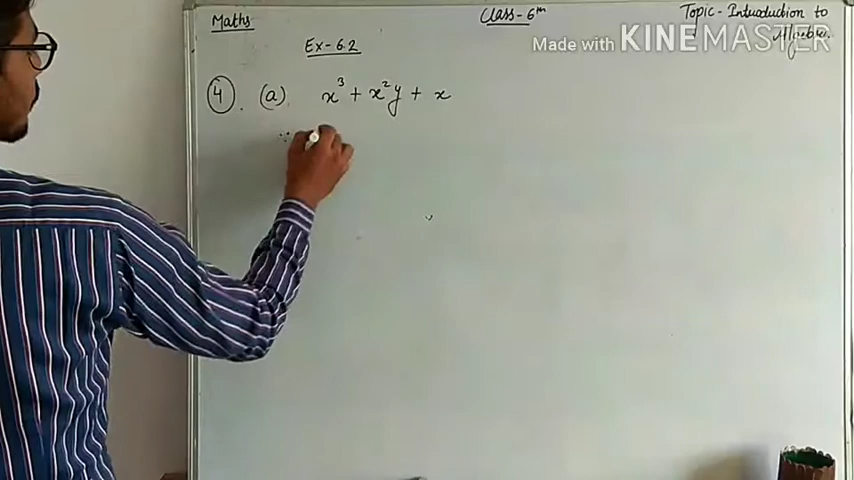 Maths Class-6th Topic-Introduction to Algebra.
Made with KINEMASTER
Ex-6.2
4. (a). x³ + x²y + x
∵